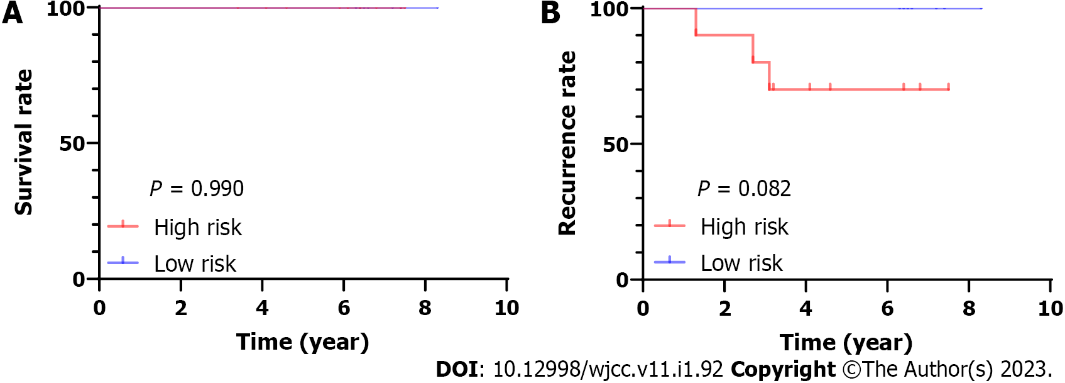 A
100
50
0
Survival rate
P = 0.990
High risk
Low risk
0 2 4 6 8 10
Time (year)
B
100
50
0
Recurrence rate
P = 0.082
High risk
Low risk
0 2 4 6 8 10
Time (year)
DOI: 10.12998/wjcc.v11.i1.92 Copyright ©The Author(s) 2023.